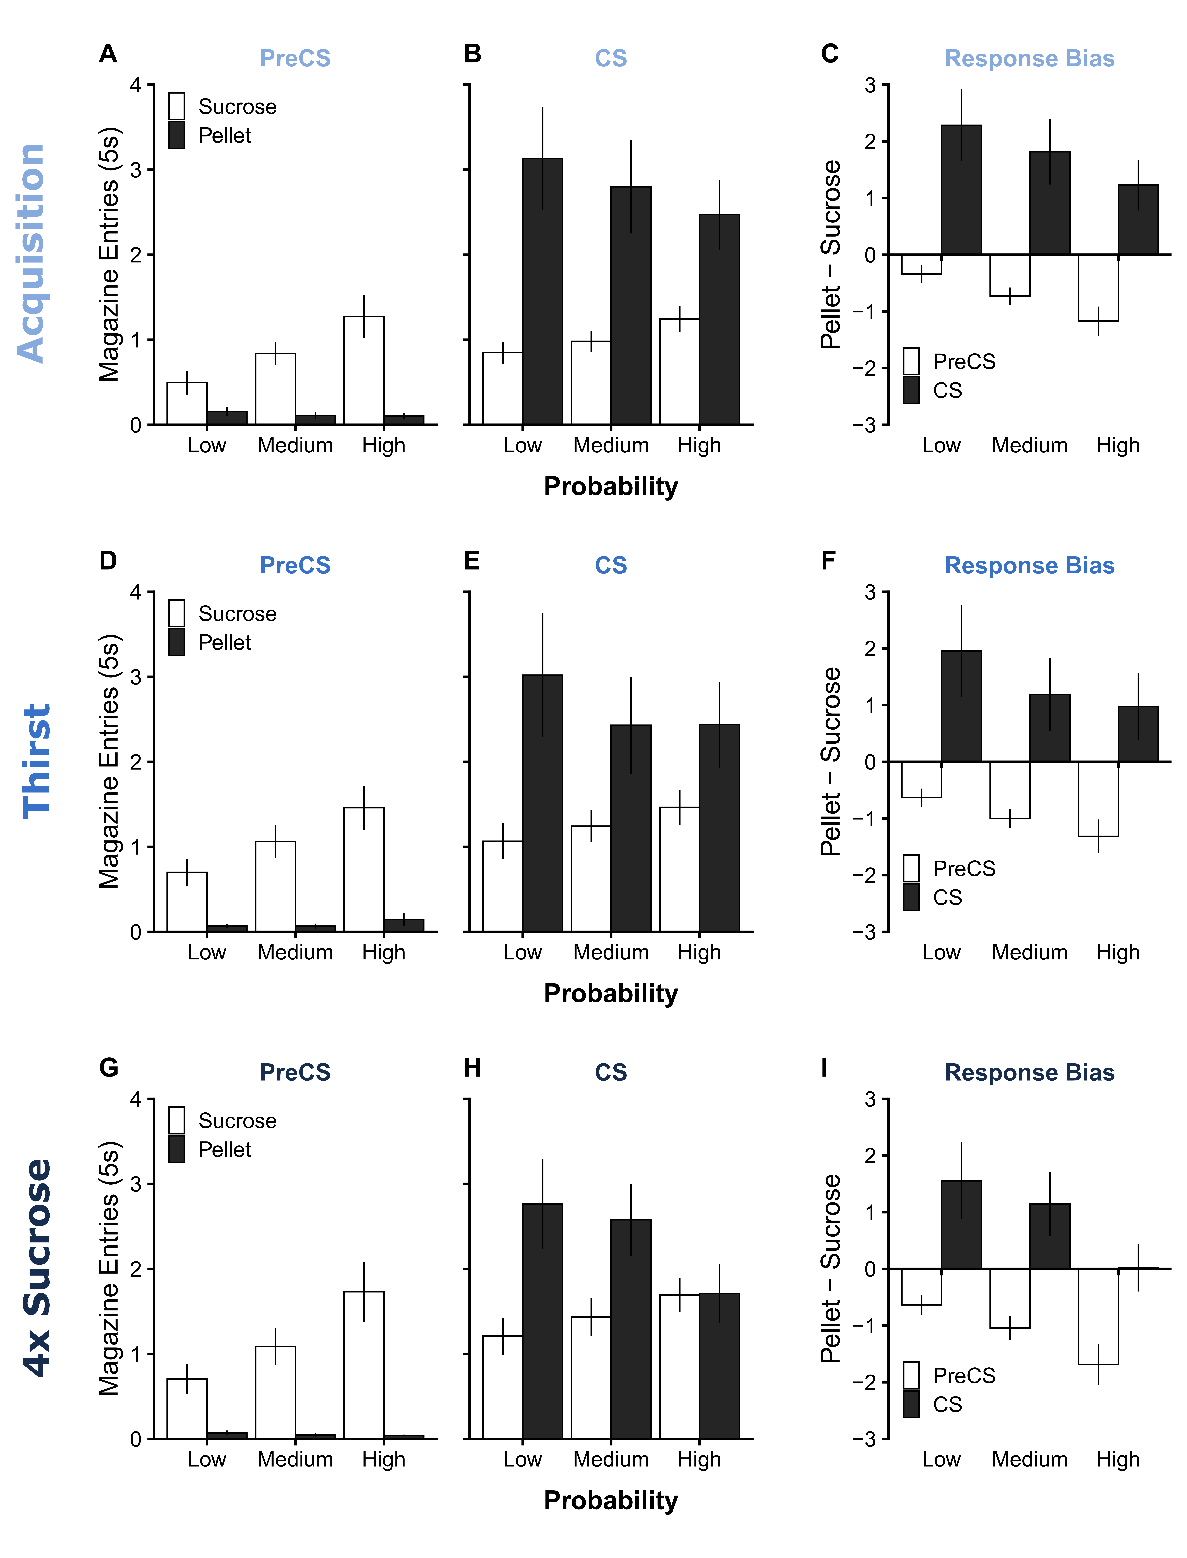 A PreCS
B CS
C Response Bias
Acquisition
Magazine Entries (5s)
4
3
2
1
0
Sucrose
Pellet
Low Medium High
Low Medium High
Probability
Pellet − Sucrose
3
2
1
0
−1
−2
−3
PreCS
CS
Low Medium High
D PreCS
E CS
F Response Bias
Thirst
Magazine Entries (5s)
4
3
2
1
0
Sucrose
Pellet
Low Medium High
Low Medium High
Probability
Pellet − Sucrose
3
2
1
0
−1
−2
−3
PreCS
CS
Low Medium High
G PreCS
H CS
I Response Bias
4x Sucrose
Magazine Entries (5s)
4
3
2
1
0
Sucrose
Pellet
Low Medium High
Low Medium High
Probability
Pellet − Sucrose
3
2
1
0
−1
−2
−3
PreCS
CS
Low Medium High